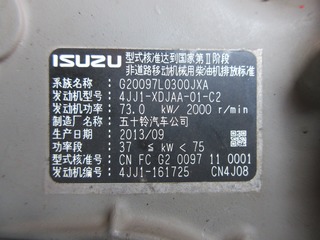 ISUZU 型式核准达到国家第Ⅱ阶段
非道路移动机械用柴油机排放标准
系族名称: G20097L0300JXA
发动机型号: 4JJ1-XDJAA-01-C2
发动机功率: 73.0 kW/ 2000 r/min
制造商: 五十铃汽车公司
生产日期: 2013/09
功率段: 37 ≤ kW < 75
型式核准号: CN FC G2 0097 11 0001
发动机编号: 4JJ1-161725 CN4J08